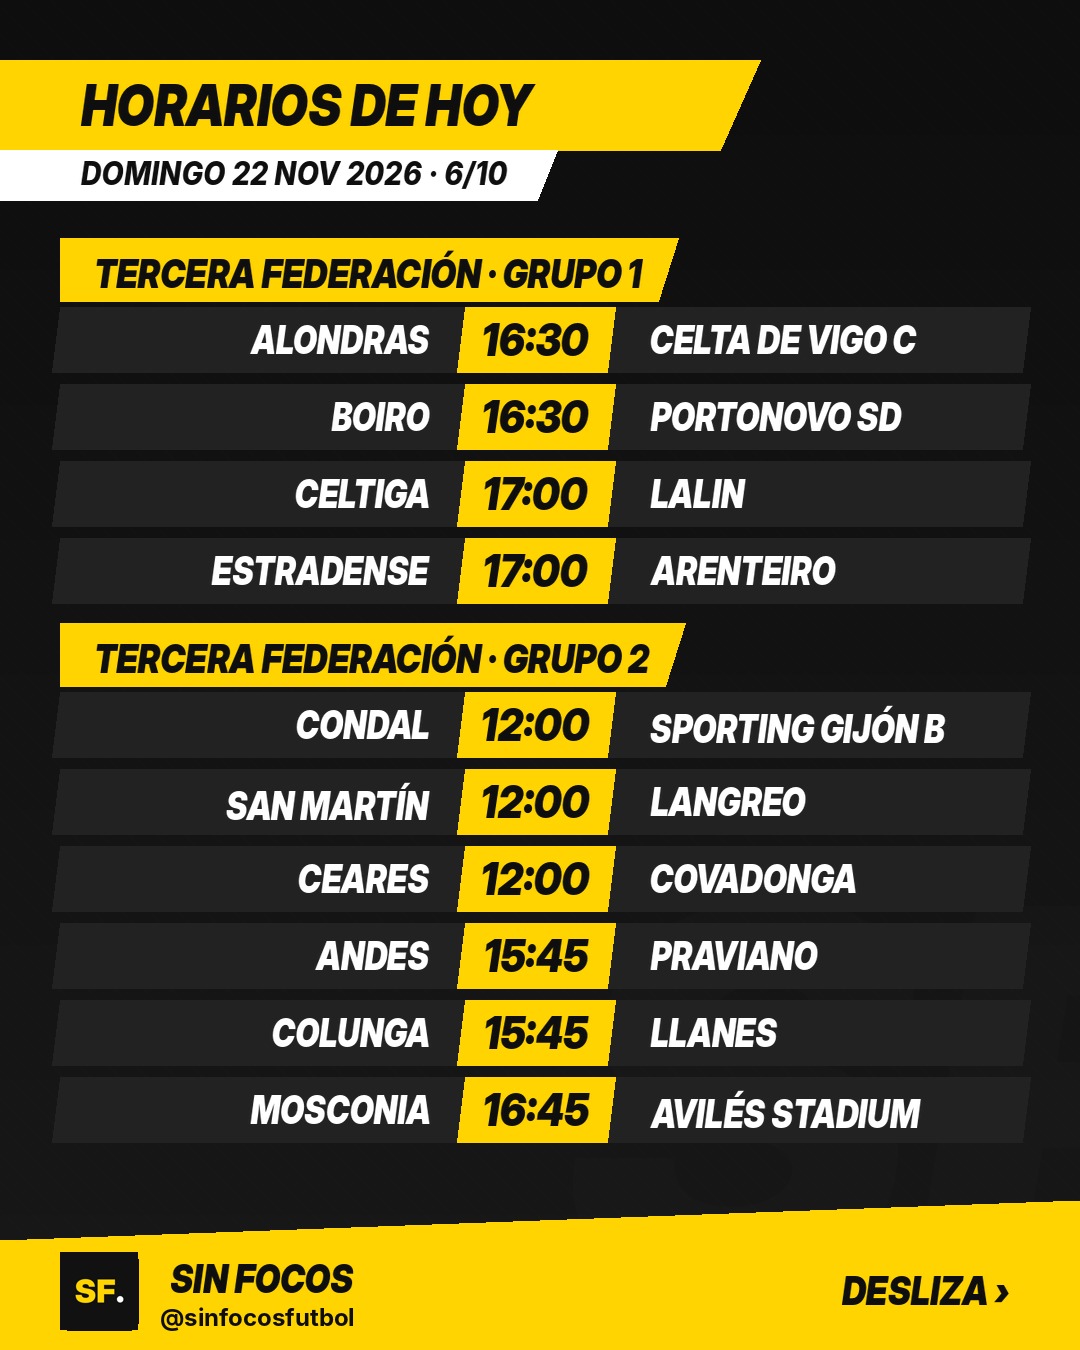 HORARIOS DE HOY
DOMINGO 22 NOV 2026 · 6/10
TERCERA FEDERACIÓN · GRUPO 1
ALONDRAS 16:30 CELTA DE VIGO C
BOIRO 16:30 PORTONOVO SD
CELTIGA 17:00 LALIN
ESTRADENSE 17:00 ARENTEIRO
TERCERA FEDERACIÓN · GRUPO 2
CONDAL 12:00 SPORTING GIJÓN B
SAN MARTÍN 12:00 LANGREO
CEARES 12:00 COVADONGA
ANDES 15:45 PRAVIANO
COLUNGA 15:45 LLANES
MOSCONIA 16:45 AVILÉS STADIUM
SF.
SIN FOCOS
@sinfocosfutbol
DESLIZA ›